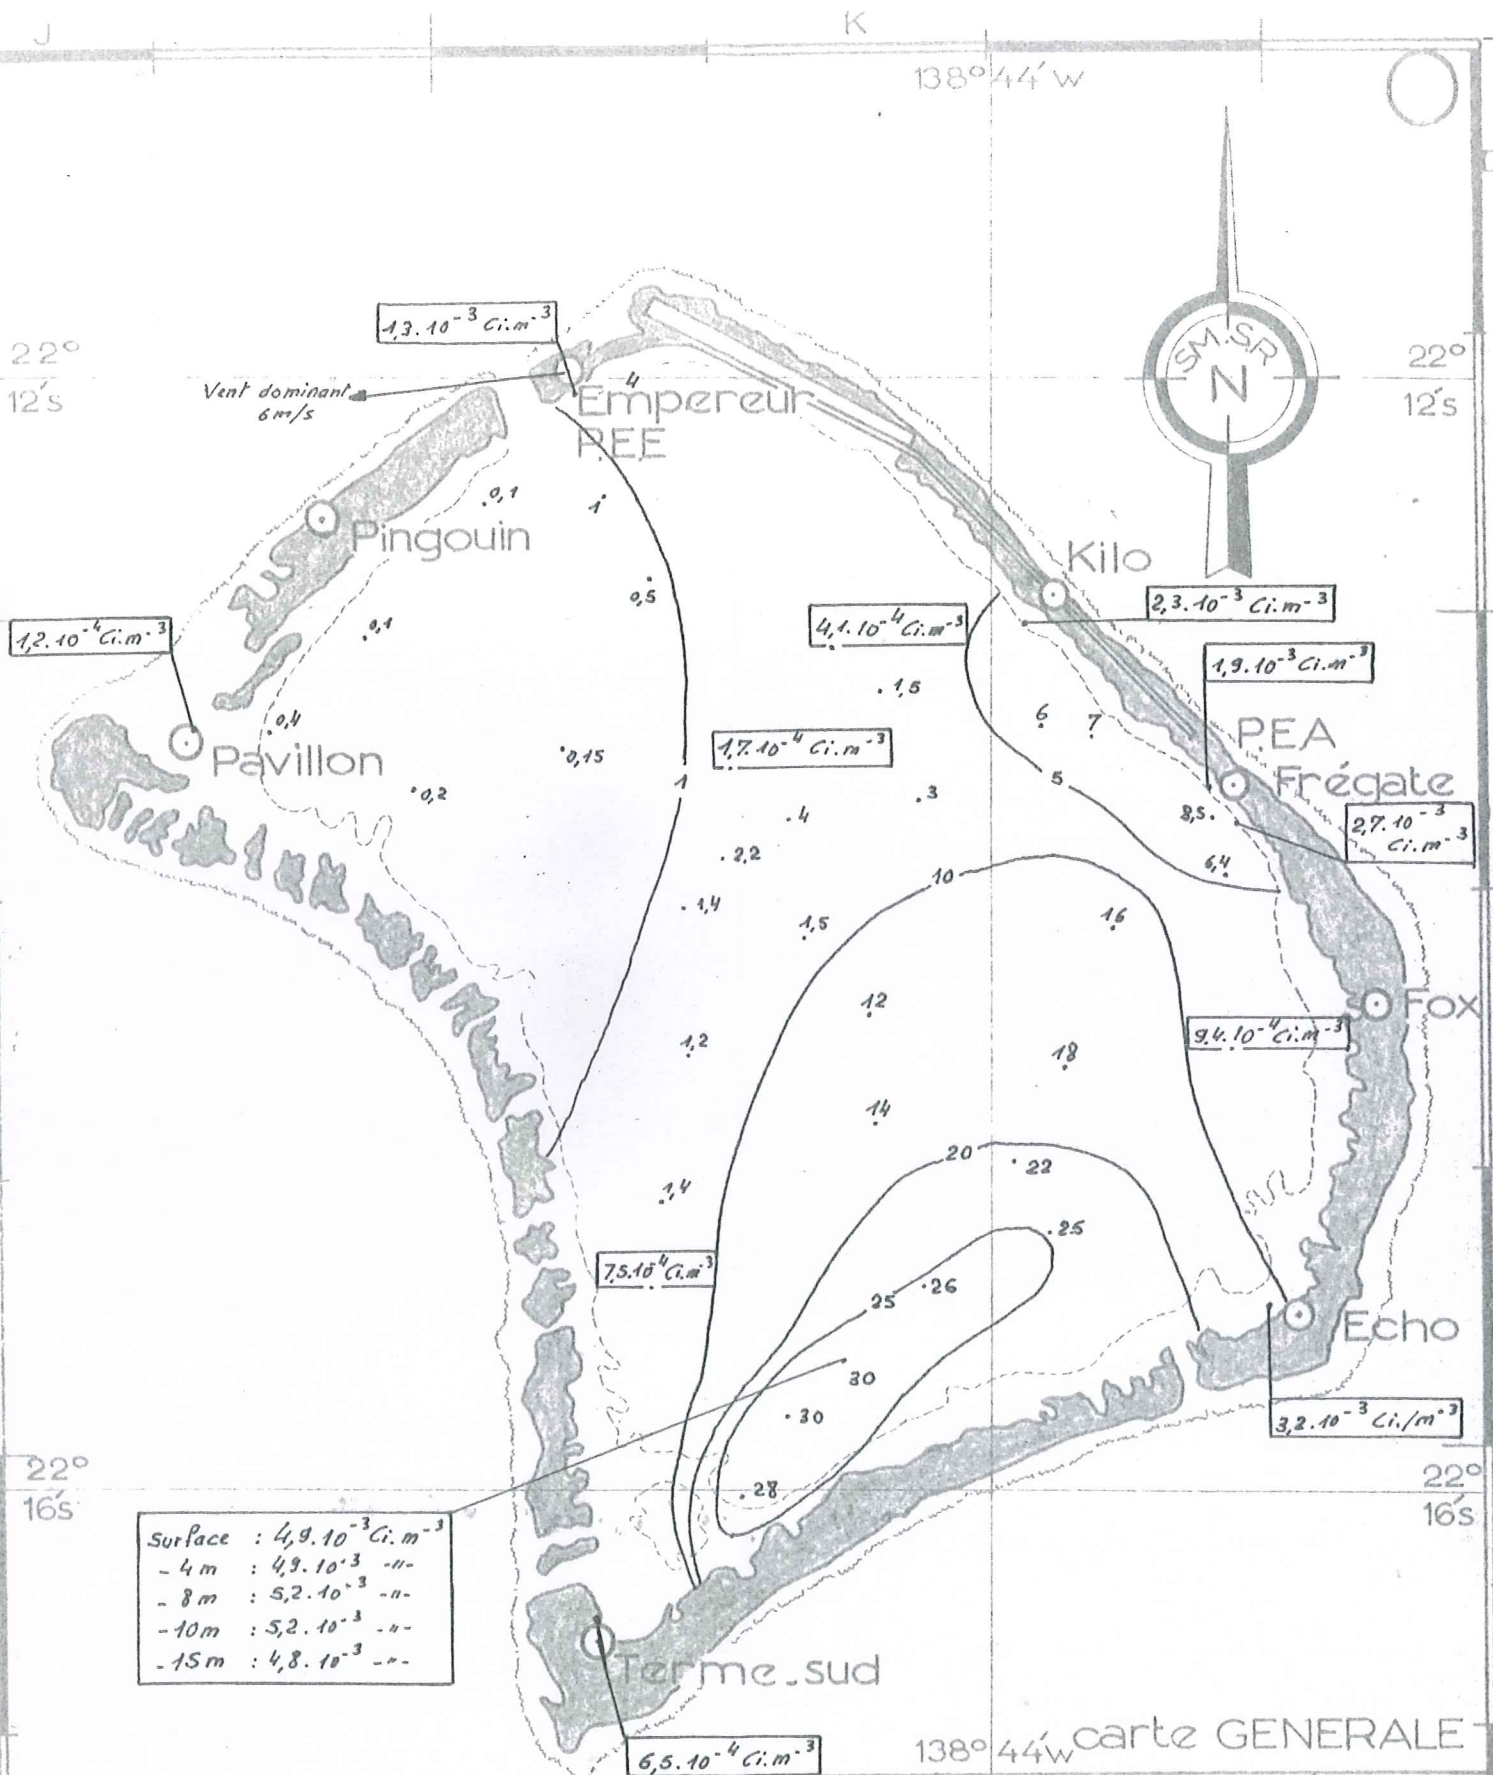 J
K
138° 44' W
1,3.10⁻³ Ci.m⁻³
22°
12's
22°
12's
SM.SR
N
Vent dominant
6 m/s
4
Empereur
P.E.E
0,1
1
Pingouin
Kilo
0,5
2,3.10⁻³ Ci.m⁻³
1,2.10⁻⁴ Ci.m⁻³
0,1
4,1.10⁻⁴ Ci.m⁻³
1,9.10⁻³ Ci.m⁻³
1,5
0,4
6
7
P.E.A
Pavillon
0,15
1,7.10⁻⁴ Ci.m⁻³
Frégate
1
5
0,2
3
4
8,5
2,7.10⁻³
Ci.m⁻³
2,2
6,4
10
1,4
1,5
16
12
Fox
9,4.10⁻⁴ Ci.m⁻³
1,2
18
14
20
22
1,4
25
7,5.10⁻⁴ Ci.m⁻³
26
25
Echo
30
30
3,2.10⁻³ Ci./m⁻³
22°
16's
22°
16's
28
Surface : 4,9.10⁻³ Ci.m⁻³
- 4 m : 4,9.10⁻³ -"-
- 8 m : 5,2.10⁻³ -"-
- 10 m : 5,2.10⁻³ -"-
- 15 m : 4,8.10⁻³ -"-
Terme.sud
6,5.10⁻⁴ Ci.m⁻³
138° 44' w
carte GENERALE